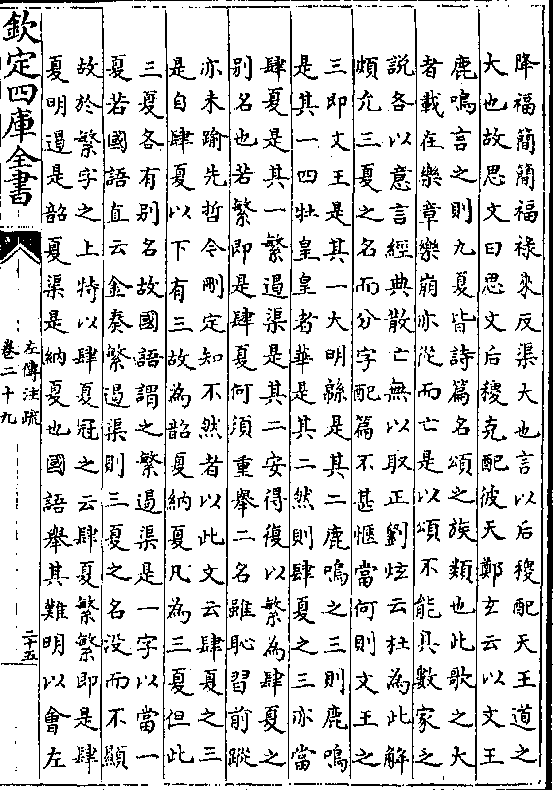 降福簡簡福祿來反渠大也言以后稷配天王道之
大也故思文曰思文后稷克配彼天鄭玄云以文王
鹿鳴言之則九夏皆詩篇名頌之族類也此歌之大
者載在樂章樂崩亦從而亡是以頌不能具數家之
說各以意言經典散亡無以取正劉炫云杜為此解
頗允三夏之名而分字配篇不甚愜當何則文王之
三即文王是其一大明緜是其二鹿鳴之三則鹿鳴
是其一四牡皇皇者華是其二然則肆夏之三亦當
肆夏是其一繁遏渠是其二安得復以繁為肆夏之
別名也若繁即是肆夏何須重舉二名雖恥習前蹤
亦未踰先哲令刪定知不然者以此文云肆夏之三
是自肆夏以下有三故為韶夏納夏凡為三夏但此
三夏各有別名故國語謂之繁遏渠是一字以當一
夏若國語直云金奏繁遏渠則三夏之名没而不顯
故於繁字之上特以肆夏冠之云肆夏繁繁即是肆
夏明遏是韶夏渠是納夏也國語舉其難明以會左
欽定四庫全書
左傳注疏
卷二十九
二十五